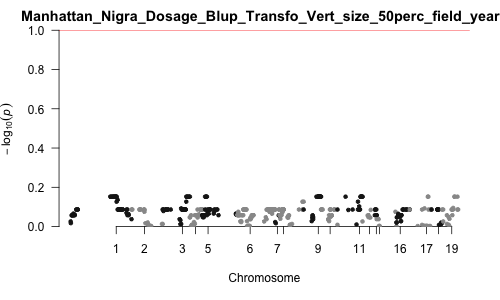 Manhattan_Nigra_Dosage_Blup_Transfo_Vert_size_50perc_field_year
1.0
0.8
0.6
0.4
0.2
0.0
− log10(p)
1 2 3 5 6 7 9 11 16 17 19
Chromosome